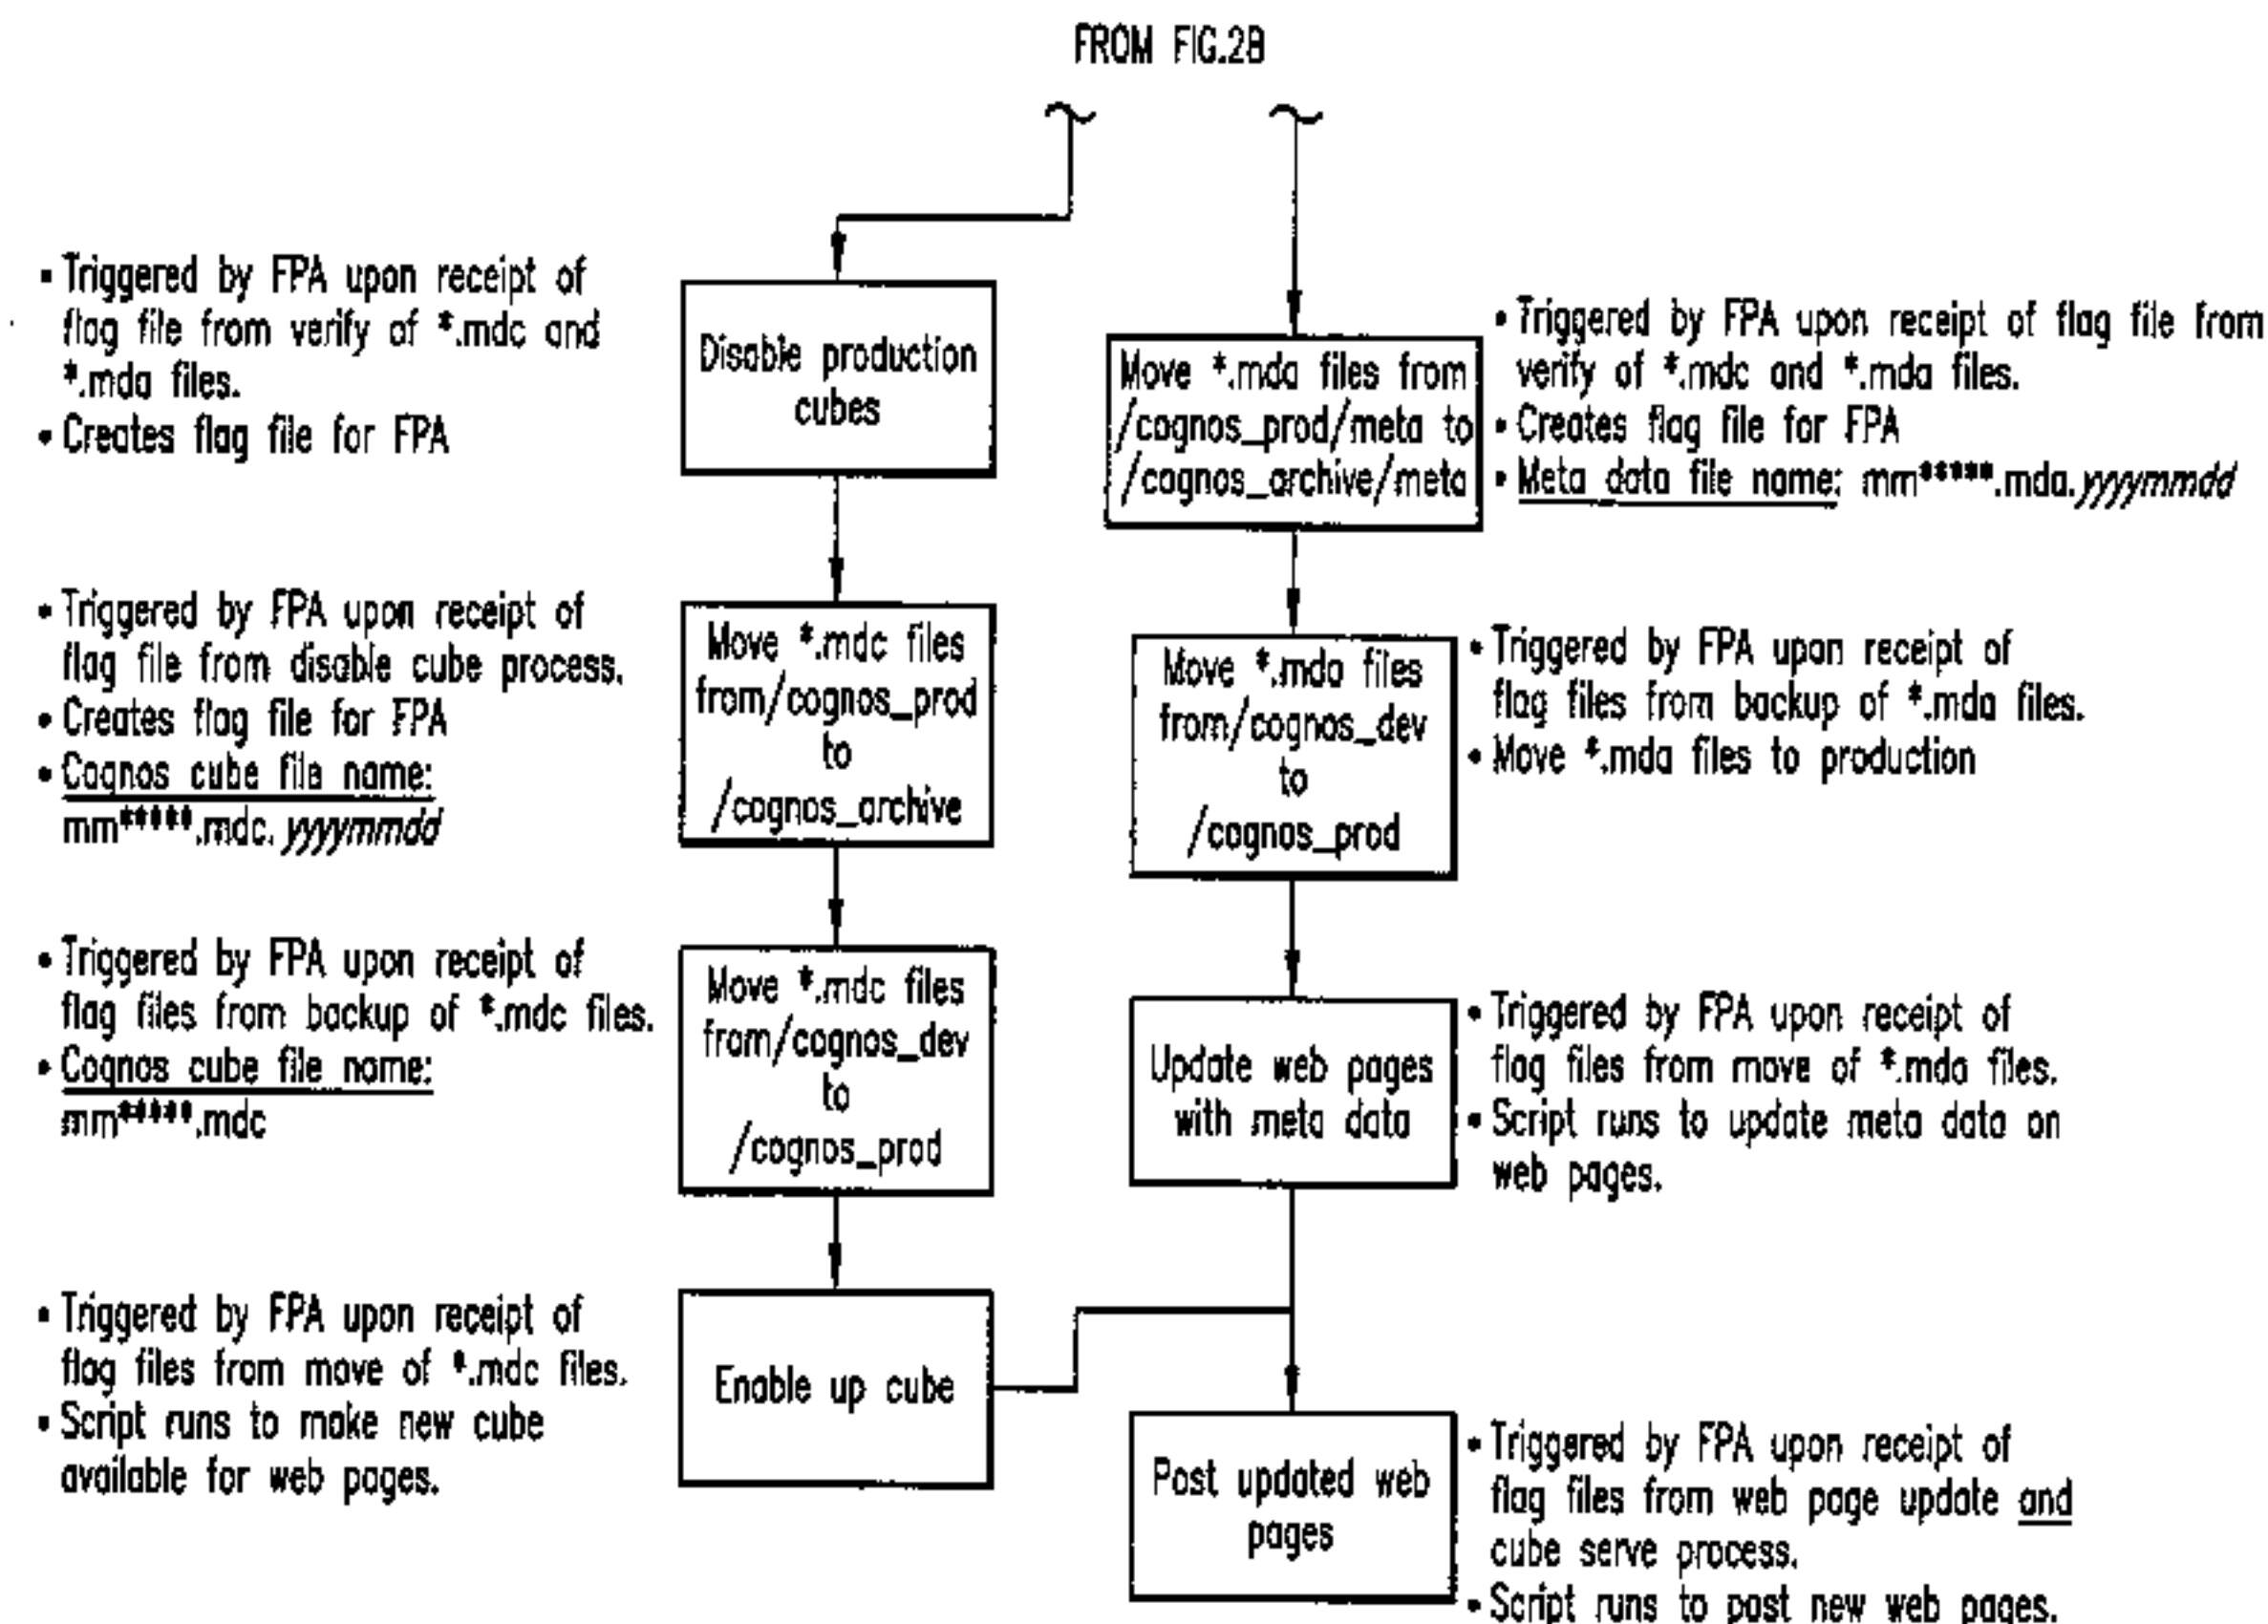 FROM FIG.2B
• Triggered by FPA upon receipt of
flag file from verify of *.mdc and
*.mda files.
• Creates flag file for FPA
Disable production
cubes
Move *.mda files from
/cognos_prod/meta to
/cognos_archive/meta
• Triggered by FPA upon receipt of flag file from
verify of *.mdc and *.mda files.
• Creates flag file for FPA
• Meta data file name: mm*****.mda.yyyymmdd
• Triggered by FPA upon receipt of
flag file from disable cube process.
• Creates flag file for FPA
• Cognos cube file name:
mm*****.mdc.yyyymmdd
Move *.mdc files
from/cognos_prod
to
/cognos_archive
Move *.mda files
from/cognos_dev
to
/cognos_prod
• Triggered by FPA upon receipt of
flag files from backup of *.mda files.
• Move *.mda files to production
• Triggered by FPA upon receipt of
flag files from backup of *.mdc files.
• Cognos cube file name:
mm*****.mdc
Move *.mdc files
from/cognos_dev
to
/cognos_prod
Update web pages
with meta data
• Triggered by FPA upon receipt of
flag files from move of *.mda files.
• Script runs to update meta data on
web pages.
• Triggered by FPA upon receipt of
flag files from move of *.mdc files.
• Script runs to make new cube
available for web pages.
Enable up cube
Post updated web
pages
• Triggered by FPA upon receipt of
flag files from web page update and
cube serve process.
• Script runs to post new web pages.